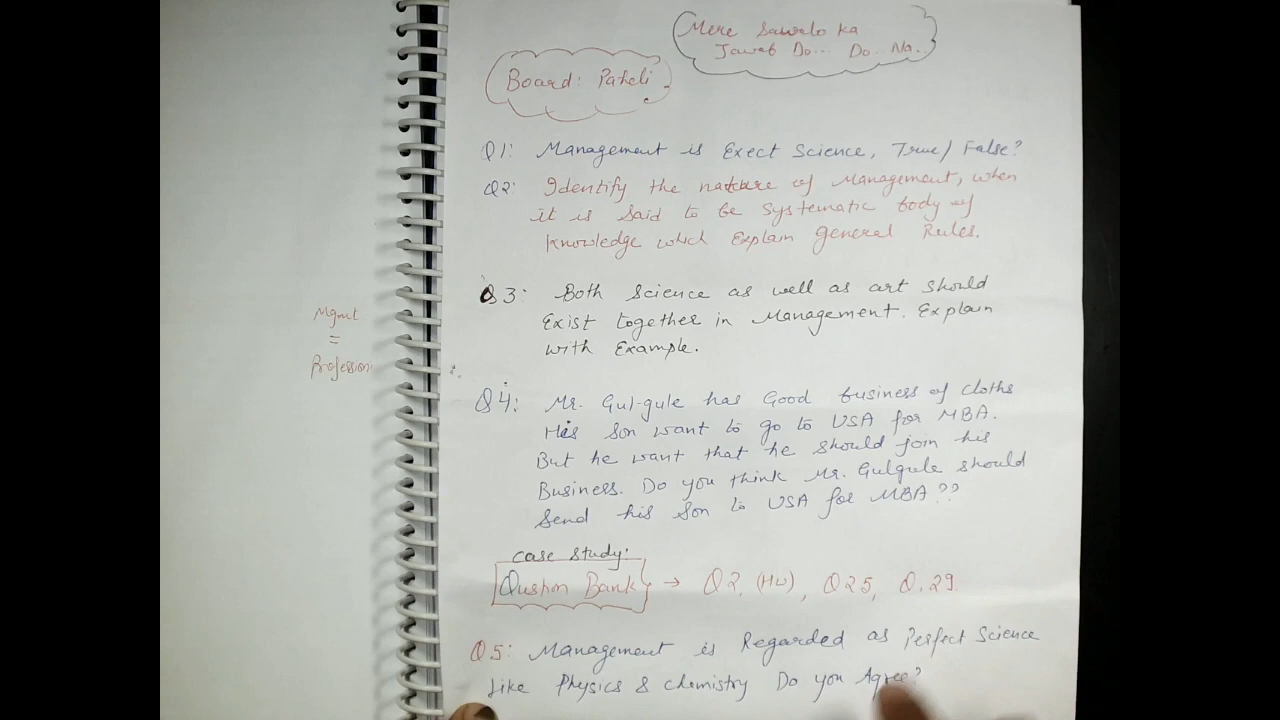 Mere Sawalo ka
Jawab Do... Do.. Na..
Board: Paheli
Q1: Management is Exect Science, True/False?
Q2: Identify the nature of Management, when
it is said to be systematic body of
knowledge which Explain general Rules.
Q3: Both Science as well as art should
Exist together in Management. Explain
with Example.
Mgmt
=
Profession
Q4: Mr. Gul-gule has Good business of Cloths
His Son want to go to USA for MBA.
But he want that he should join his
Business. Do you think Mr. Gulgule should
Send his Son to USA for MBA??
Case Study:
Qustion Bank → Q2, (HW), Q25, Q.29.
Q5: Management is Regarded as Perfect Science
Like Physics & Chemistry Do you Agree?